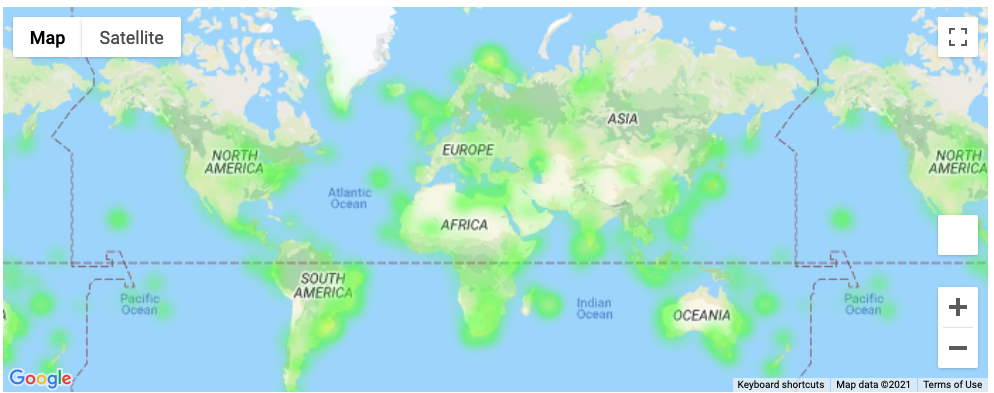 Map Satellite
ASIA
NORTH
AMERICA
EUROPE
NORTH
AMERICA
Atlantic
Ocean
AFRICA
SOUTH
AMERICA
Pacific
Ocean
Indian
Ocean
OCEANIA
Pacific
Ocean
A
Google
Keyboard shortcuts Map data ©2021 Terms of Use